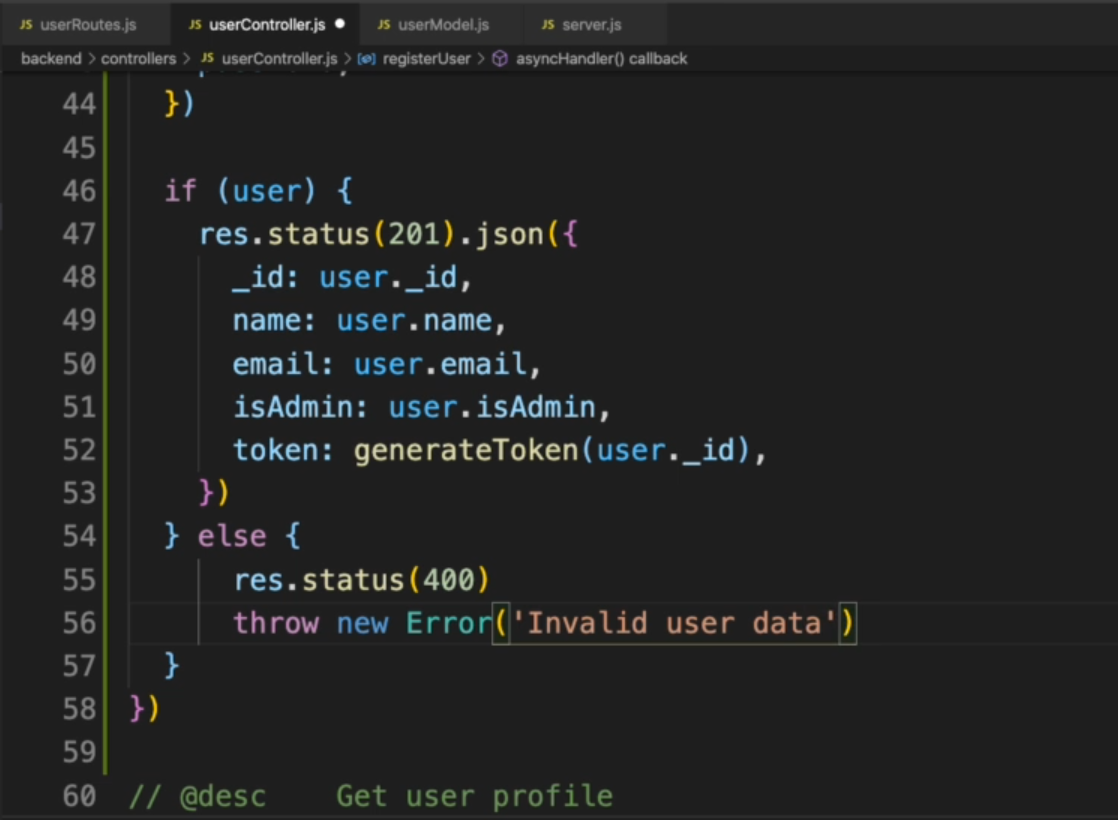 JS userRoutes.js JS userController.js JS userModel.js JS server.js
backend > controllers > JS userController.js > registerUser > asyncHandler() callback
44 })
45
46 if (user) {
47 res.status(201).json({
48 _id: user._id,
49 name: user.name,
50 email: user.email,
51 isAdmin: user.isAdmin,
52 token: generateToken(user._id),
53 })
54 } else {
55 res.status(400)
56 throw new Error('Invalid user data')
57 }
58 })
59
60 // @desc Get user profile